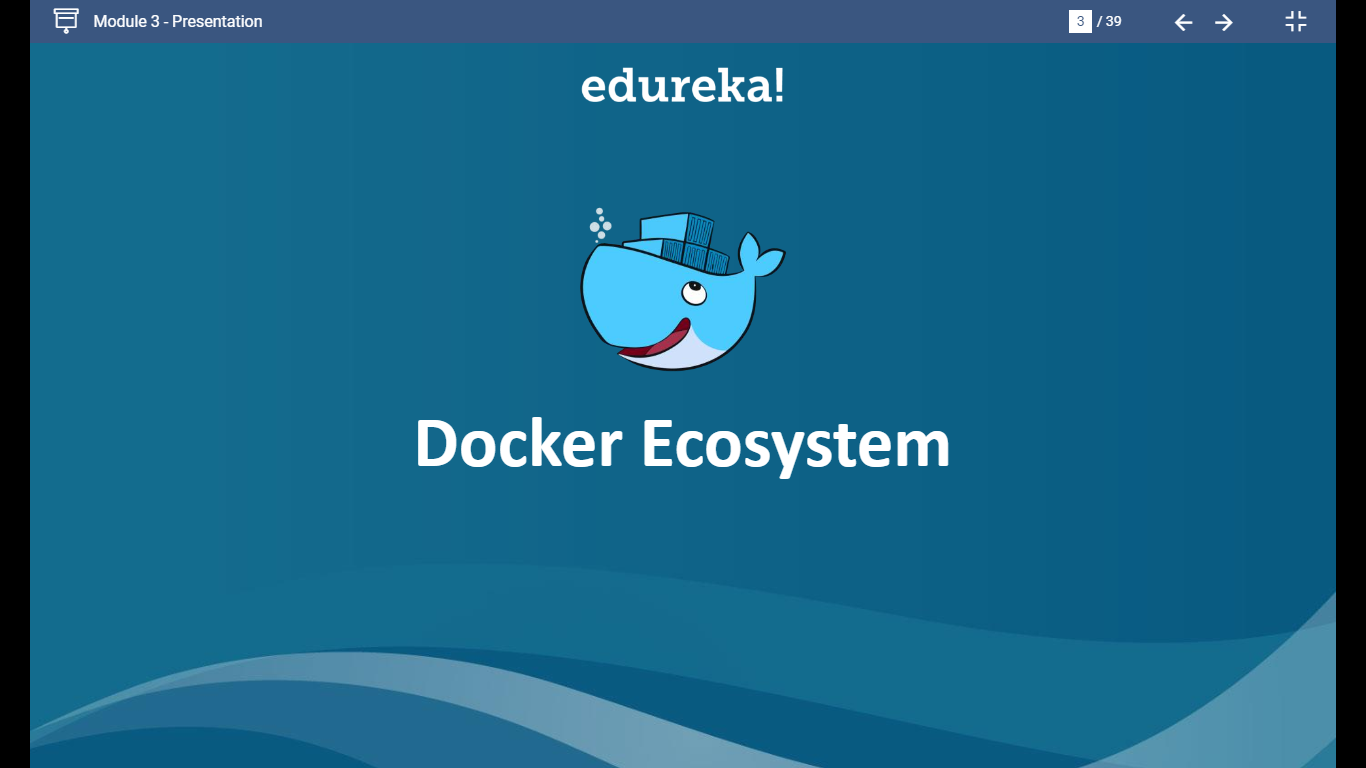 Module 3 - Presentation
3 / 39
edureka!
Docker Ecosystem